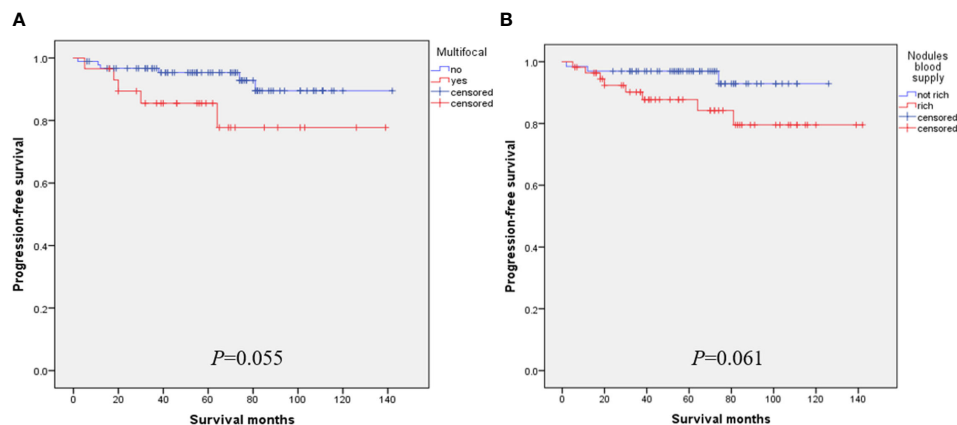 A
Multifocal
no
yes
censored
censored
1.0
0.8
0.6
0.4
0.2
0.0
Progression-free survival
P=0.055
0 20 40 60 80 100 120 140
Survival months
B
Nodules
blood
supply
not rich
rich
censored
censored
1.0
0.8
0.6
0.4
0.2
0.0
Progression-free survival
P=0.061
0 20 40 60 80 100 120 140
Survival months